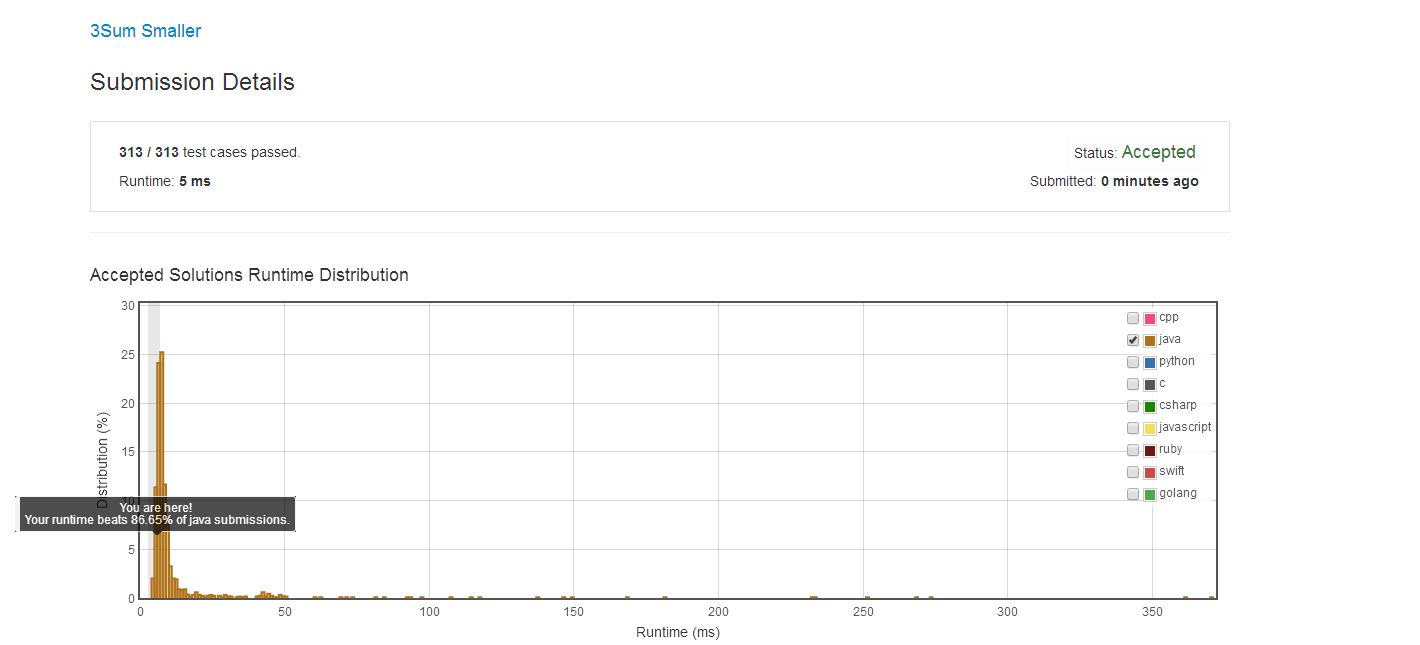 3Sum Smaller
Submission Details
313 / 313 test cases passed.
Status: Accepted
Runtime: 5 ms
Submitted: 0 minutes ago
Accepted Solutions Runtime Distribution
30
25
20
15
10
5
0
Distribution (%)
You are here!
Your runtime beats 86.65% of java submissions.
cpp
java
python
c
csharp
javascript
ruby
swift
golang
0 50 100 150 200 250 300 350
Runtime (ms)